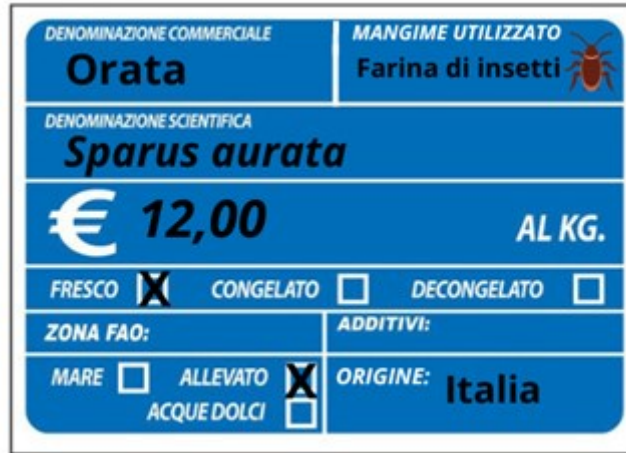 DENOMINAZIONE COMMERCIALE
Orata
MANGIME UTILIZZATO
Farina di insetti
DENOMINAZIONE SCIENTIFICA
Sparus aurata
€ 12,00 AL KG.
FRESCO X CONGELATO DECONGELATO
ZONA FAO:
ADDITIVI:
MARE ALLEVATO X
ACQUE DOLCI
ORIGINE: Italia